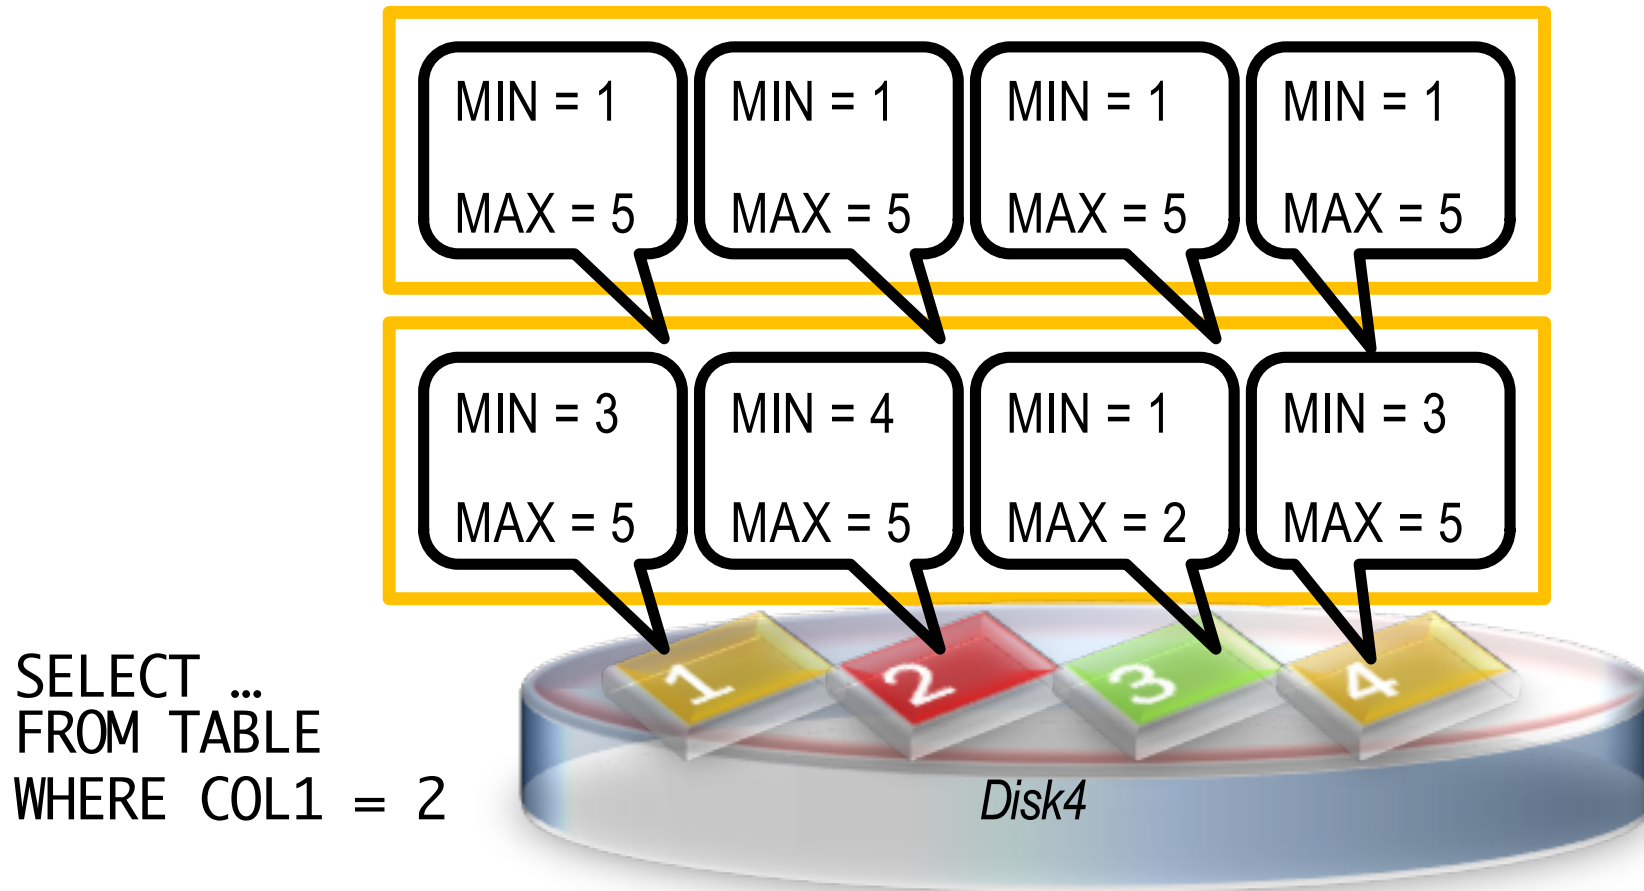 MIN = 1
MAX = 5
MIN = 1
MAX = 5
MIN = 1
MAX = 5
MIN = 1
MAX = 5
MIN = 3
MAX = 5
MIN = 4
MAX = 5
MIN = 1
MAX = 2
MIN = 3
MAX = 5
1
2
3
4
SELECT …
FROM TABLE
WHERE COL1 = 2
Disk4